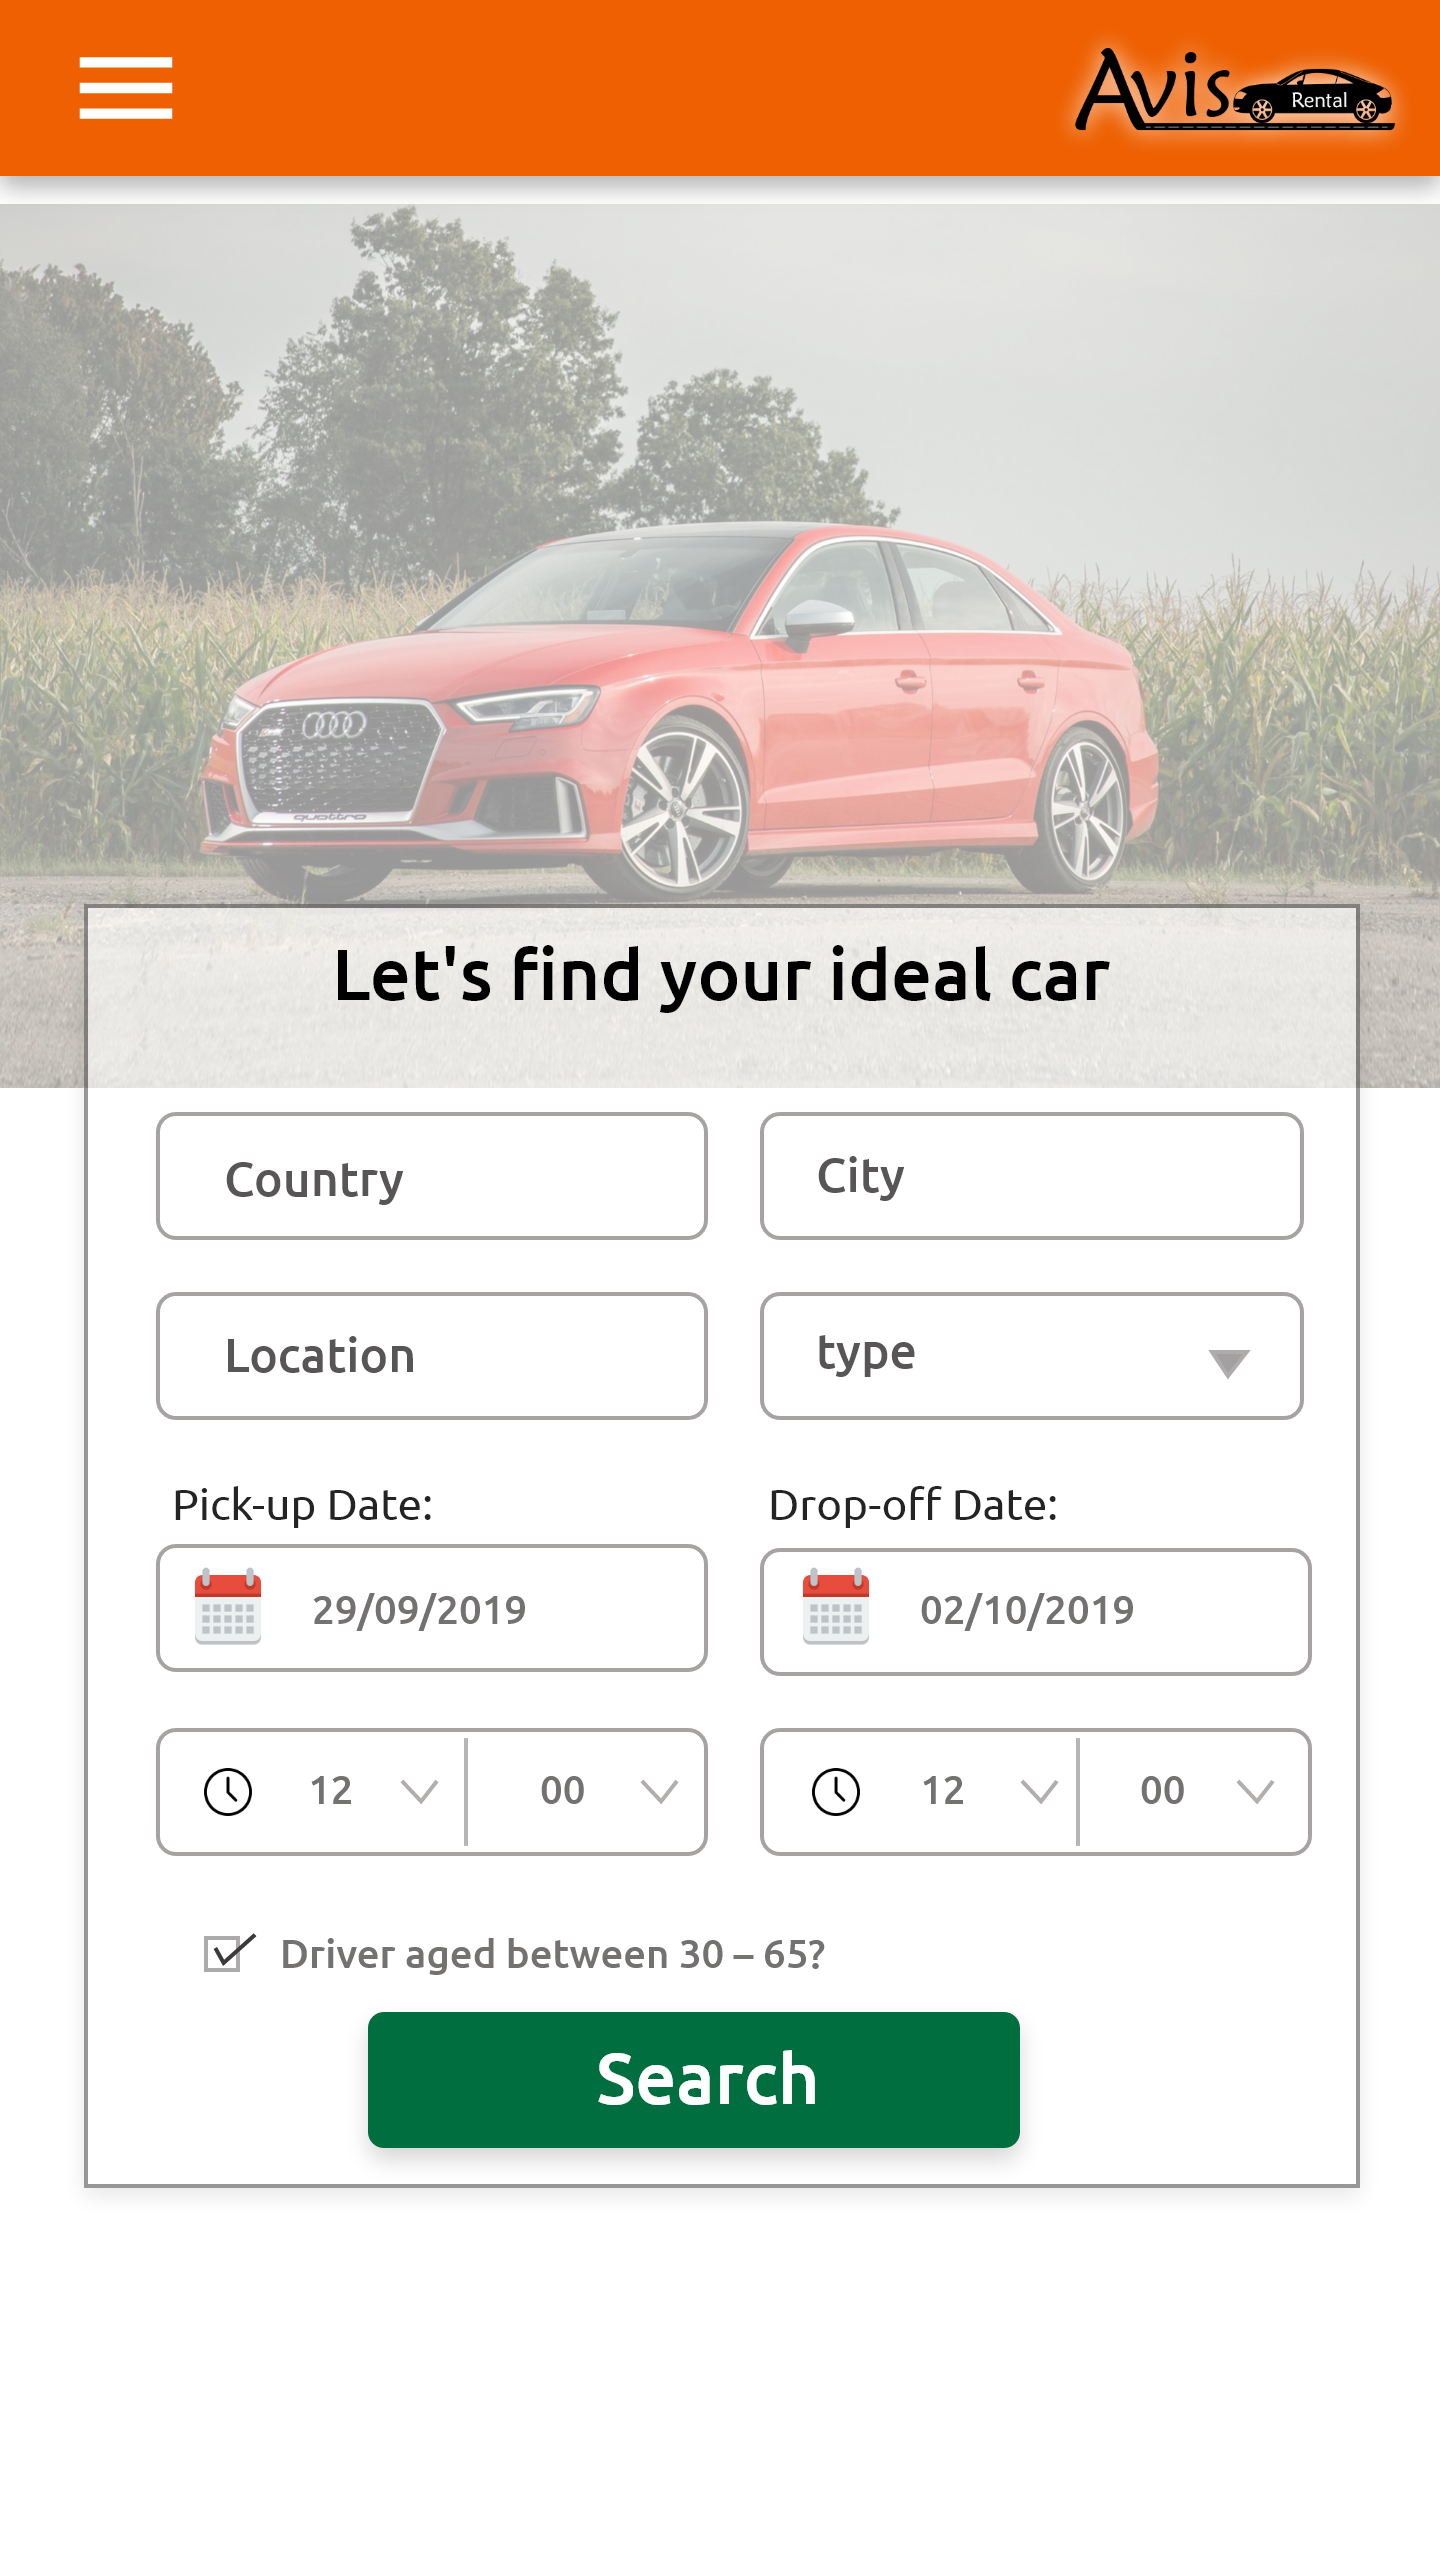 Avis
Rental
quattro
Let's find your ideal car
Country
City
Location
type
Pick-up Date:
Drop-off Date:
29/09/2019
02/10/2019
12
00
12
00
Driver aged between 30 – 65?
Search